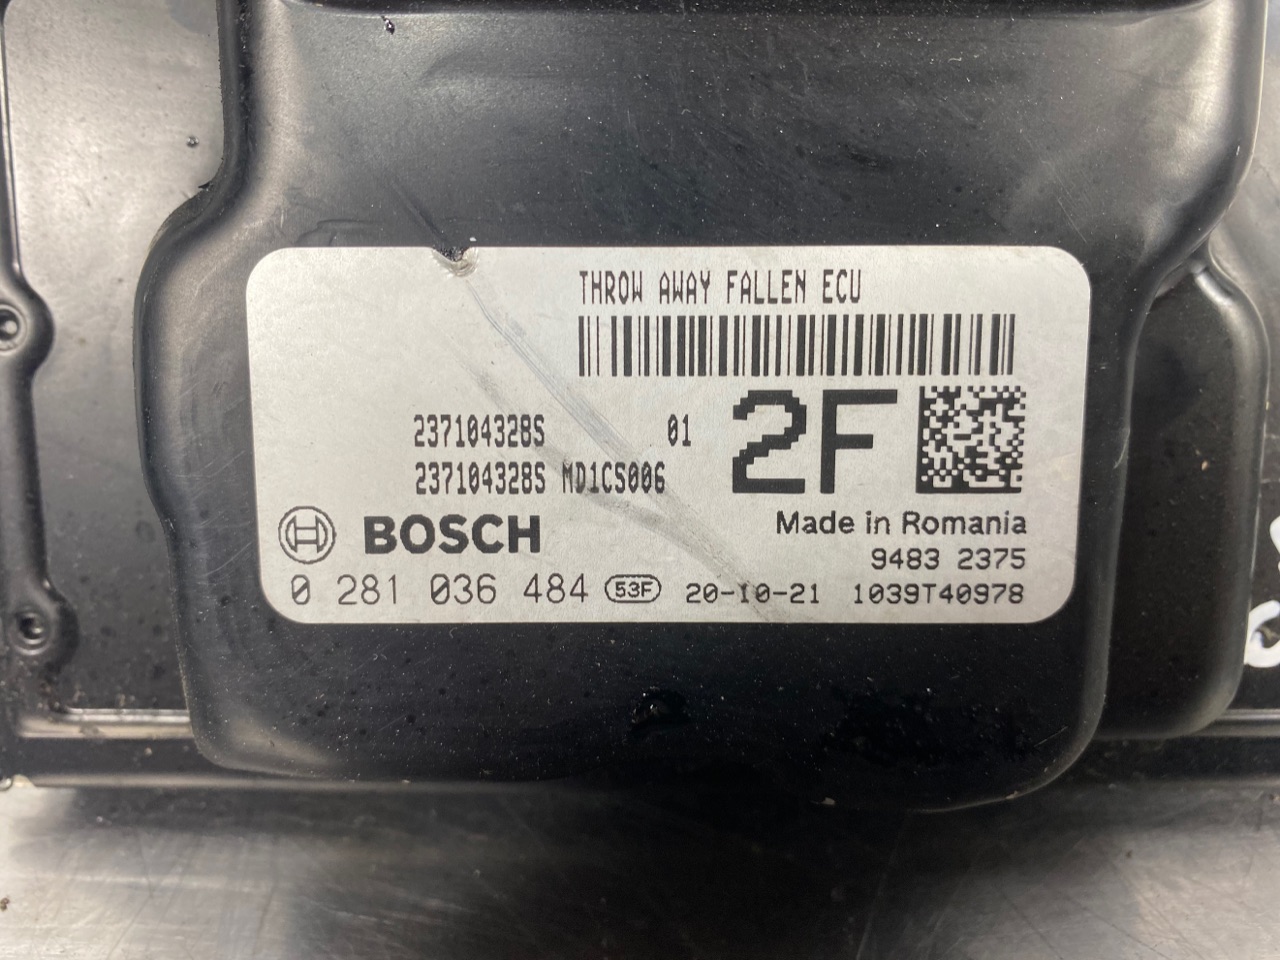 THROW AWAY FALLEN ECU
237104328S 01
2F
237104328S MD1CS006
BOSCH
Made in Romania
9483 2375
0 281 036 484 53F 20-10-21 1039T40978